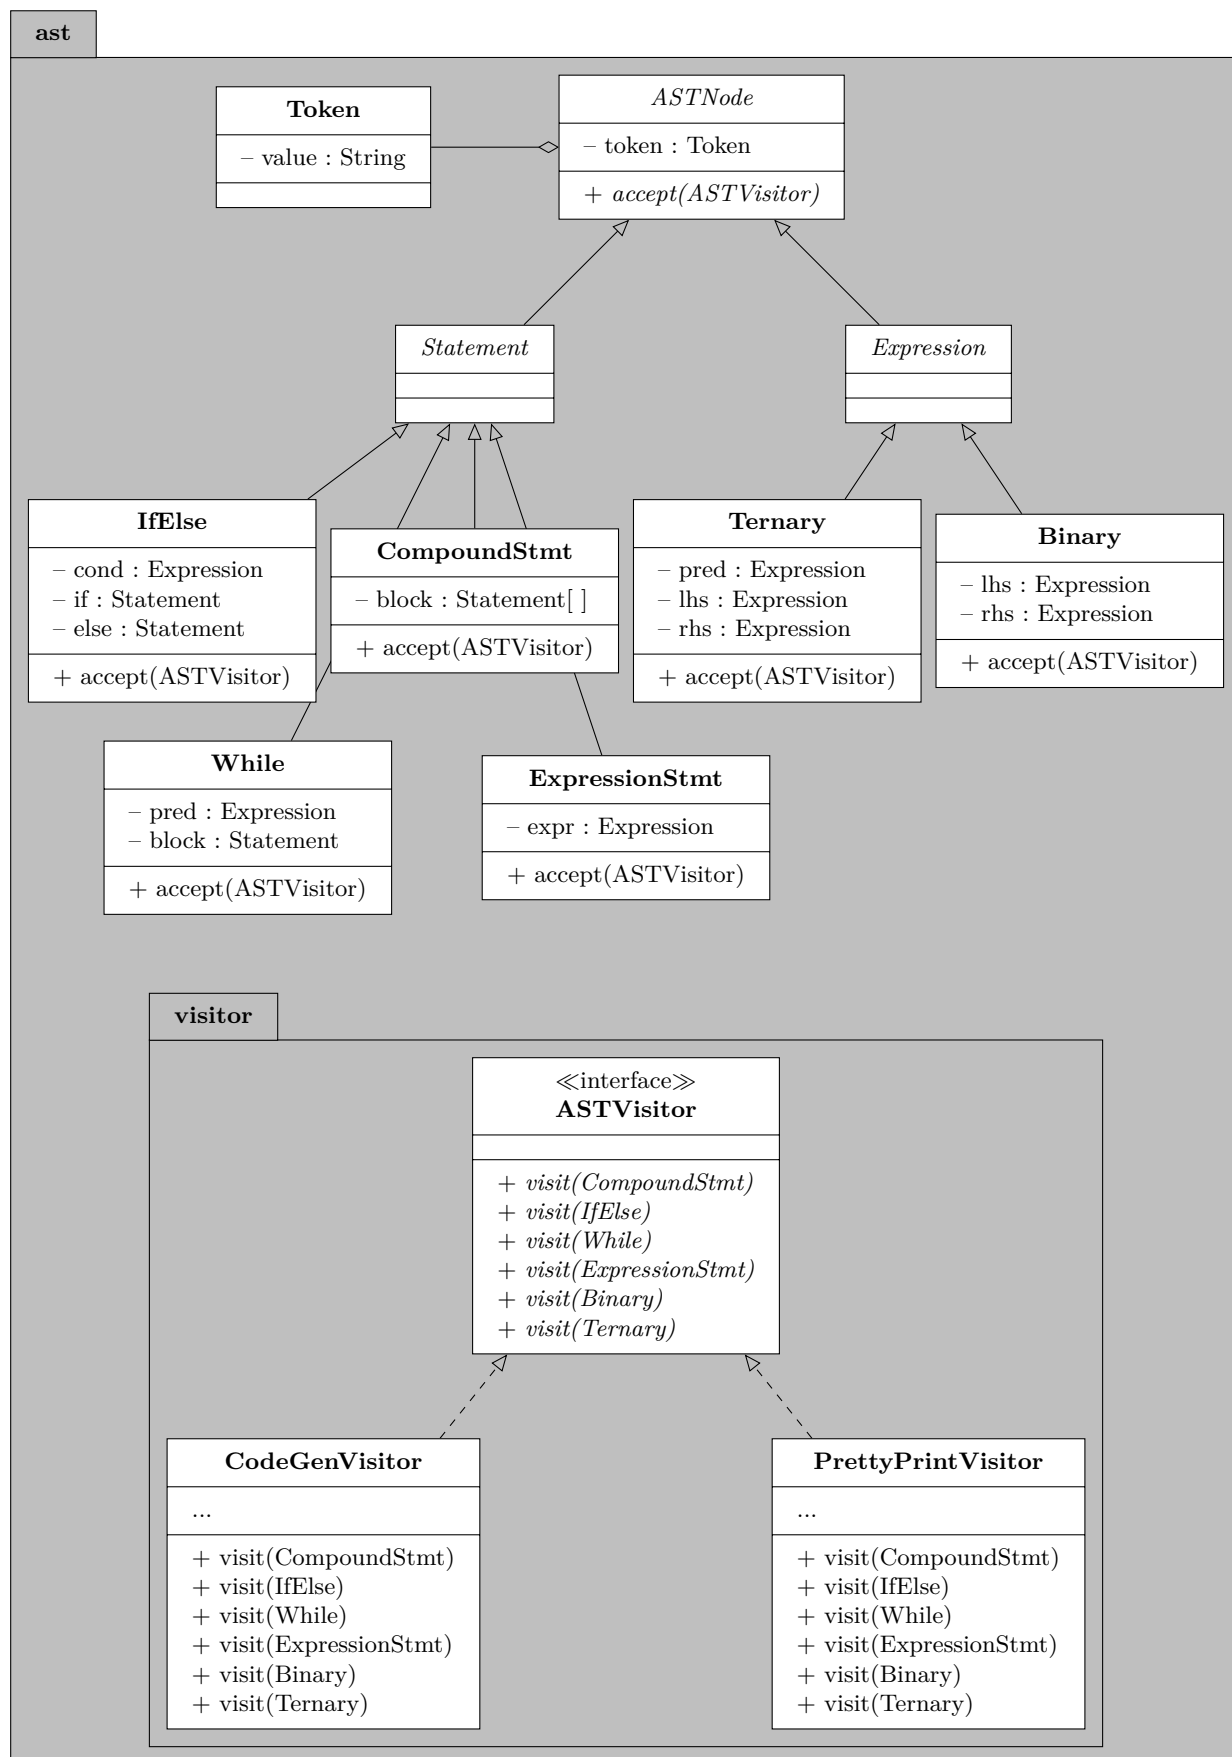 ast
Token
– value : String
ASTNode
– token : Token
+ accept(ASTVisitor)
Statement
Expression
IfElse
– cond : Expression
– if : Statement
– else : Statement
+ accept(ASTVisitor)
CompoundStmt
– block : Statement[ ]
+ accept(ASTVisitor)
Ternary
– pred : Expression
– lhs : Expression
– rhs : Expression
+ accept(ASTVisitor)
Binary
– lhs : Expression
– rhs : Expression
+ accept(ASTVisitor)
While
– pred : Expression
– block : Statement
+ accept(ASTVisitor)
ExpressionStmt
– expr : Expression
+ accept(ASTVisitor)
visitor
≪interface≫
ASTVisitor
+ visit(CompoundStmt)
+ visit(IfElse)
+ visit(While)
+ visit(ExpressionStmt)
+ visit(Binary)
+ visit(Ternary)
CodeGenVisitor
...
+ visit(CompoundStmt)
+ visit(IfElse)
+ visit(While)
+ visit(ExpressionStmt)
+ visit(Binary)
+ visit(Ternary)
PrettyPrintVisitor
...
+ visit(CompoundStmt)
+ visit(IfElse)
+ visit(While)
+ visit(ExpressionStmt)
+ visit(Binary)
+ visit(Ternary)